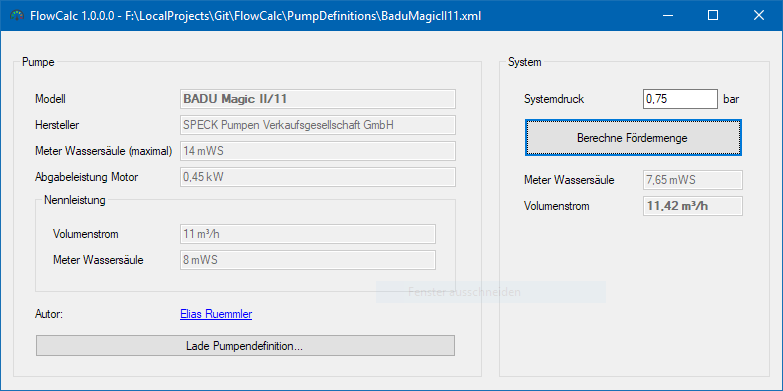 FlowCalc 1.0.0.0 - F:\LocalProjects\Git\FlowCalc\PumpDefinitions\BaduMagicII11.xml
Pumpe
Modell BADU Magic II/11
Hersteller SPECK Pumpen Verkaufsgesellschaft GmbH
Meter Wassersäule (maximal) 14 mWS
Abgabeleistung Motor 0,45 kW
Nennleistung
Volumenstrom 11 m³/h
Meter Wassersäule 8 mWS
Fenster ausschneiden
Autor: Elias Ruemmler
Lade Pumpendefinition...
System
Systemdruck 0,75 bar
Berechne Fördermenge
Meter Wassersäule 7,65 mWS
Volumenstrom 11,42 m³/h